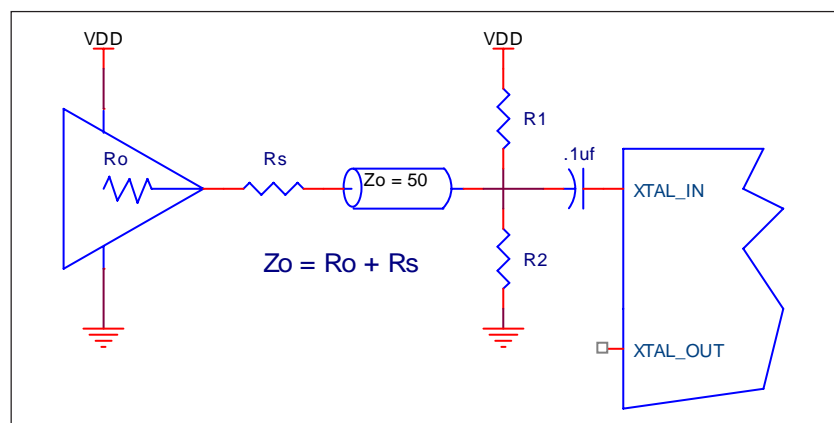 VDD
VDD
Ro
Rs
Zo = 50
R1
.1uf
XTAL_IN
Zo = Ro + Rs
R2
XTAL_OUT